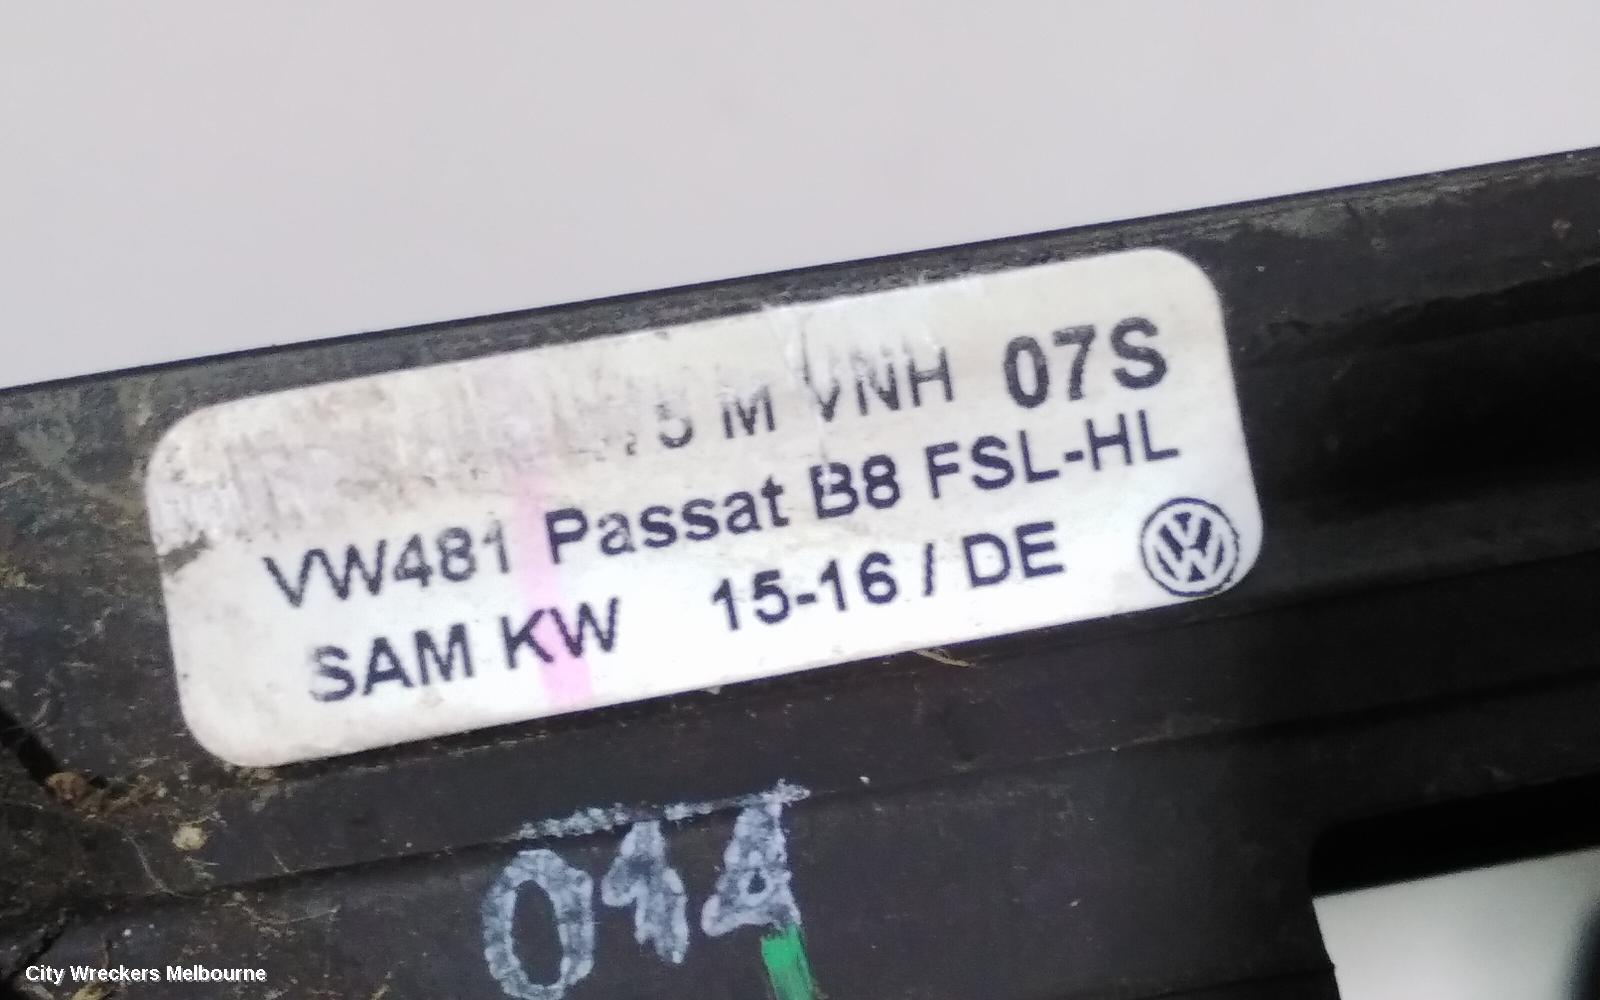 M VNH 07S
VW481 Passat B8 FSL-HL
SAM KW 15-16 / DE
City Wreckers Melbourne